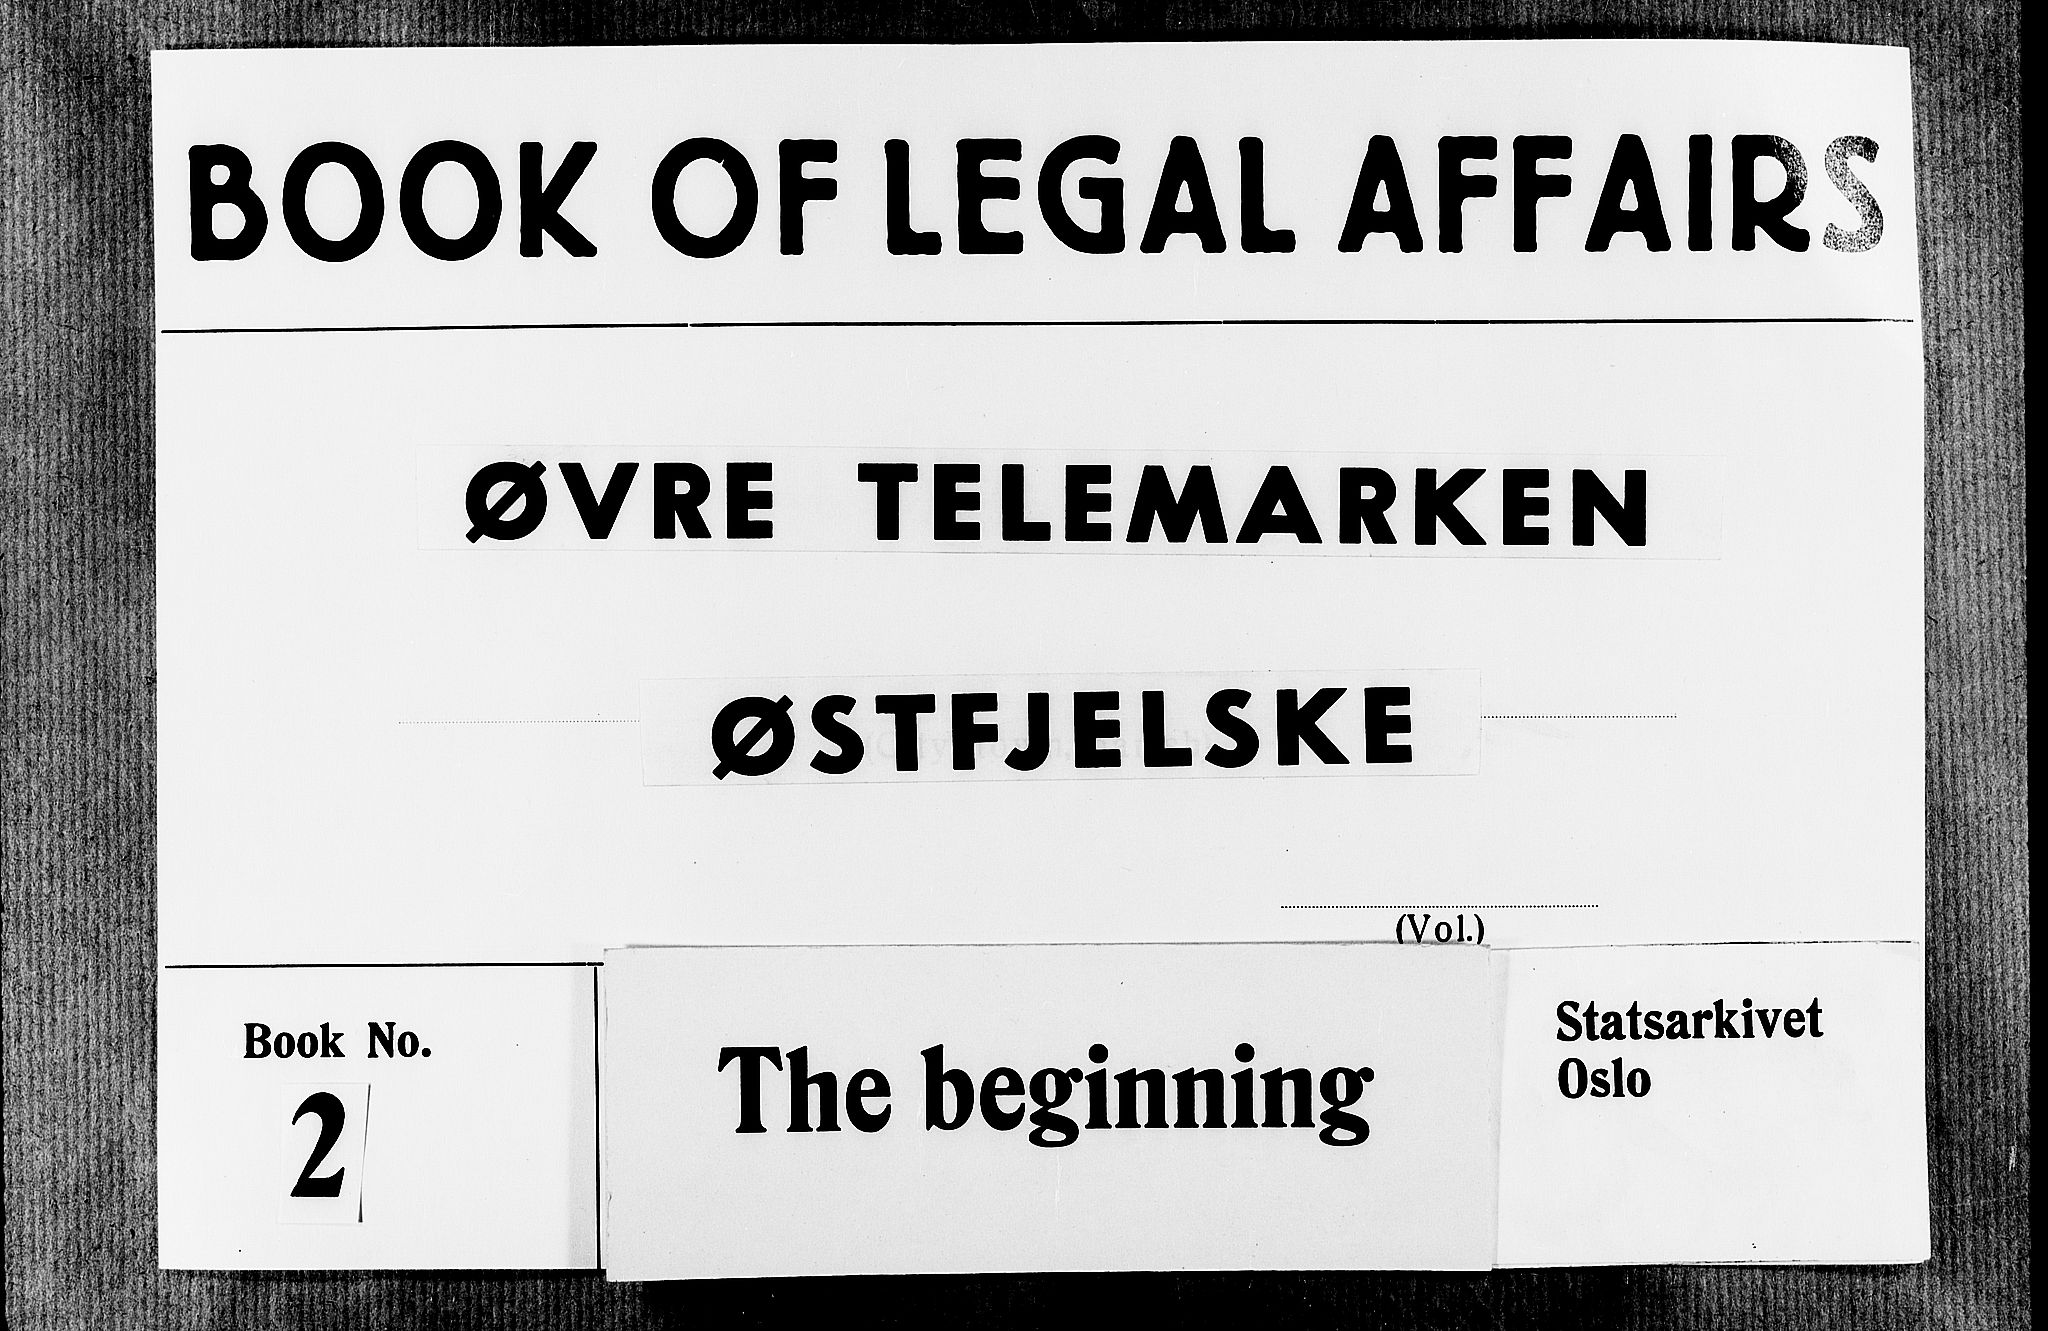 BOOK OF LEGAL AFFAIRS
ØVRE TELEMARKEN
ØSTFJELSKE
(Vol.)
Book No.
2
The beginning
Statsarkivet
Oslo